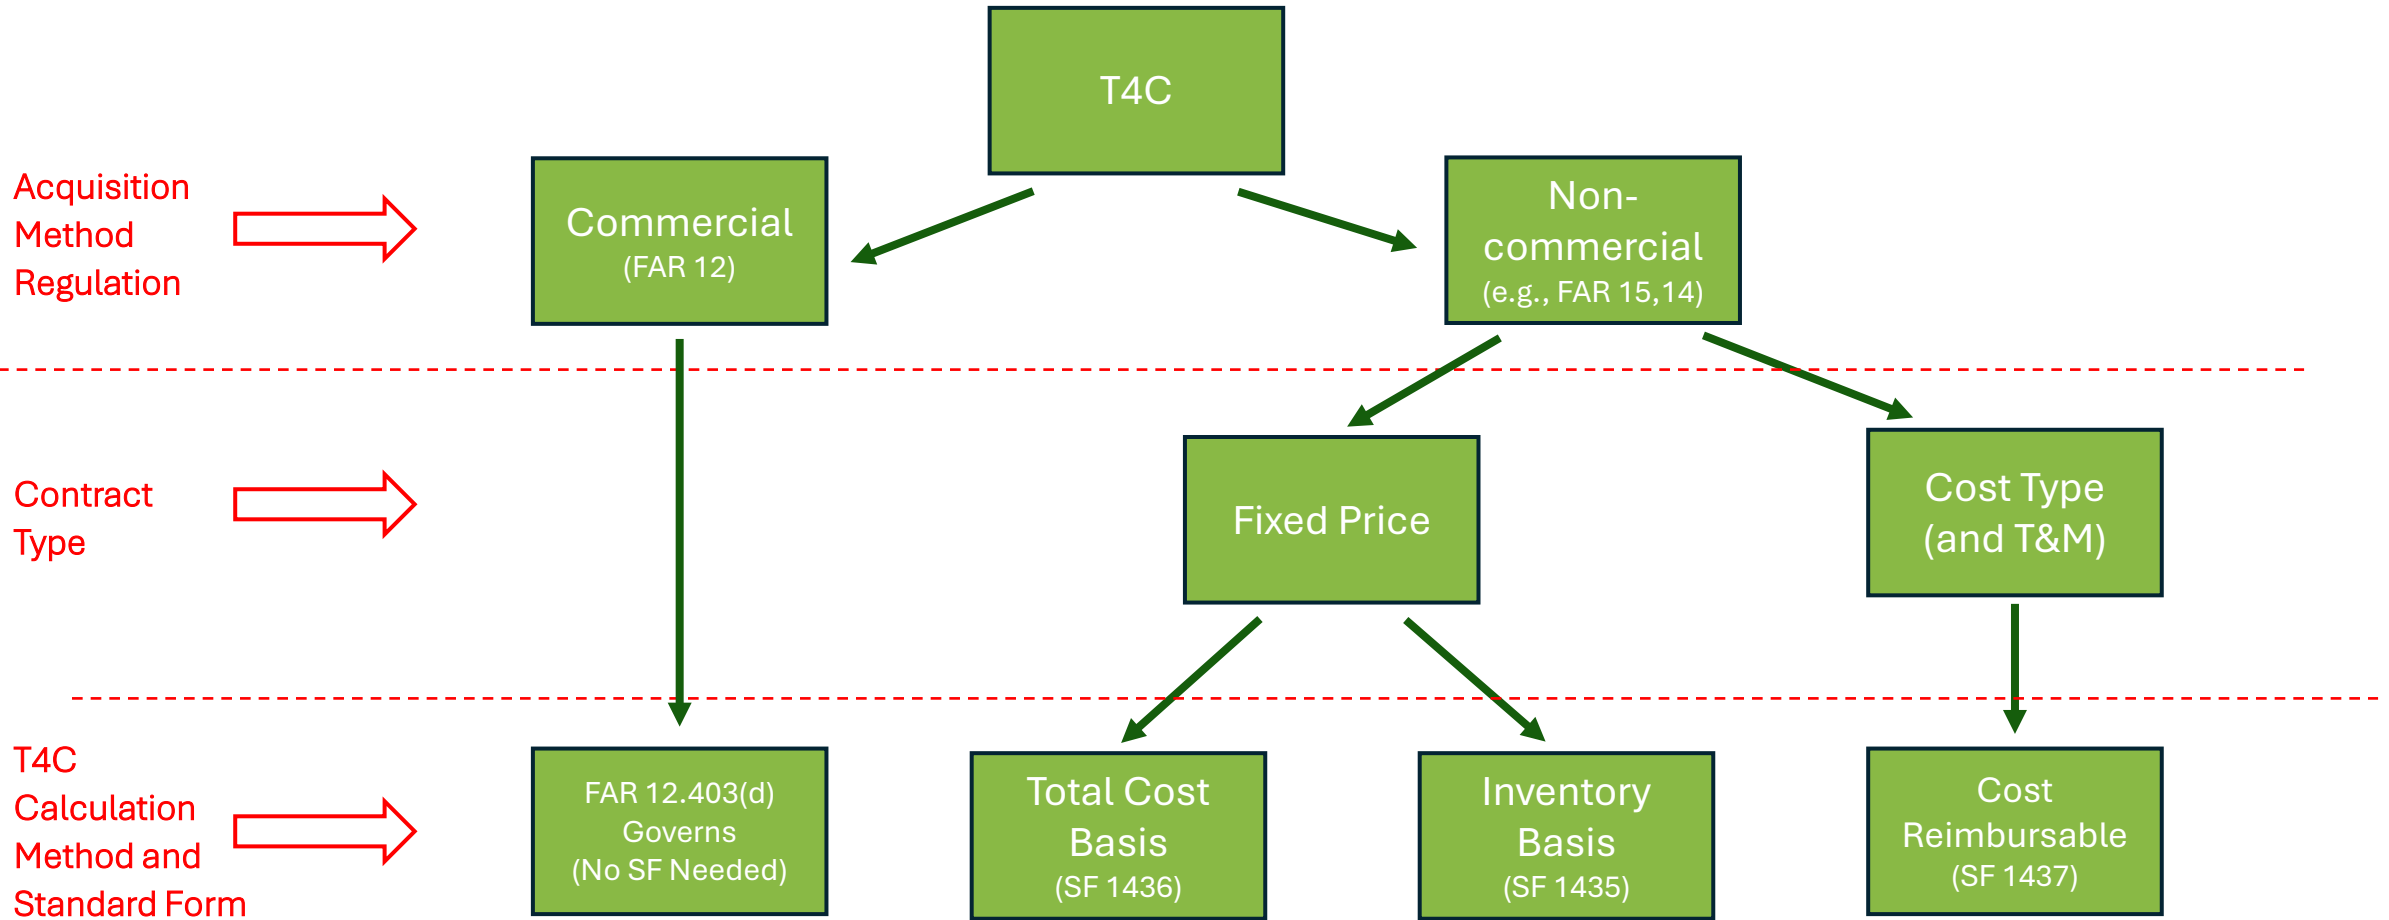 T4C
Acquisition
Method
Regulation
Commercial
(FAR 12)
Non-
commercial
(e.g., FAR 15,14)
Contract
Type
Fixed Price
Cost Type
(and T&M)
T4C
Calculation
Method and
Standard Form
FAR 12.403(d)
Governs
(No SF Needed)
Total Cost
Basis
(SF 1436)
Inventory
Basis
(SF 1435)
Cost
Reimbursable
(SF 1437)